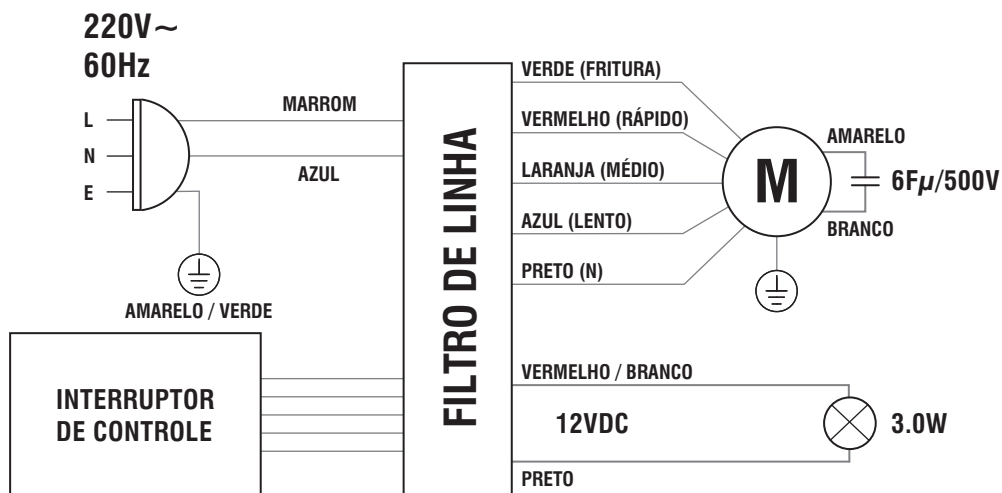 220V~
60Hz
L
N
E
MARROM
AZUL
AMARELO / VERDE
INTERRUPTOR
DE CONTROLE
FILTRO DE LINHA
VERDE (FRITURA)
VERMELHO (RÁPIDO)
LARANJA (MÉDIO)
AZUL (LENTO)
PRETO (N)
M
AMARELO
6Fµ/500V
BRANCO
VERMELHO / BRANCO
12VDC
3.0W
PRETO